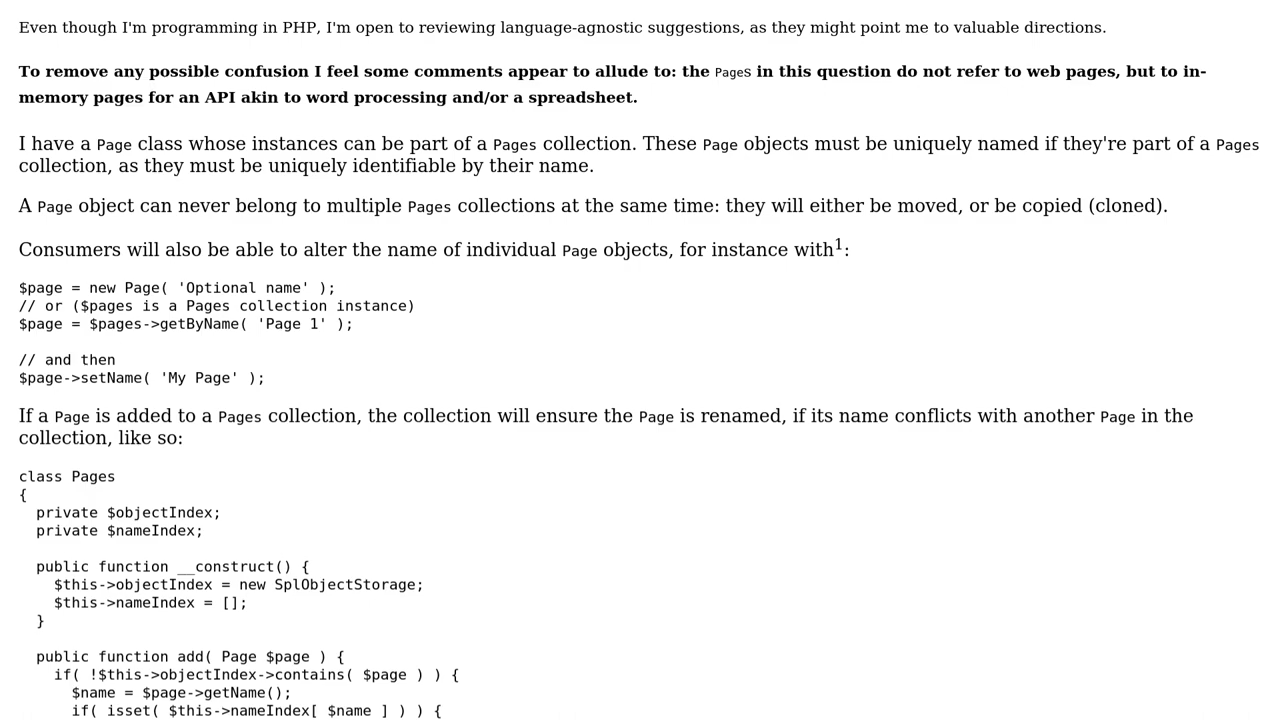 Even though I'm programming in PHP, I'm open to reviewing language-agnostic suggestions, as they might point me to valuable directions.
To remove any possible confusion I feel some comments appear to allude to: the Pages in this question do not refer to web pages, but to in-
memory pages for an API akin to word processing and/or a spreadsheet.
I have a Page class whose instances can be part of a Pages collection. These Page objects must be uniquely named if they're part of a Pages
collection, as they must be uniquely identifiable by their name.
A Page object can never belong to multiple Pages collections at the same time: they will either be moved, or be copied (cloned).
Consumers will also be able to alter the name of individual Page objects, for instance with1:
$page = new Page( 'Optional name' );
// or ($pages is a Pages collection instance)
$page = $pages->getByName( 'Page 1' );
// and then
$page->setName( 'My Page' );
If a Page is added to a Pages collection, the collection will ensure the Page is renamed, if its name conflicts with another Page in the
collection, like so:
class Pages
{
  private $objectIndex;
  private $nameIndex;
  public function __construct() {
    $this->objectIndex = new SplObjectStorage;
    $this->nameIndex = [];
  }
  public function add( Page $page ) {
    if( !$this->objectIndex->contains( $page ) ) {
      $name = $page->getName();
      if( isset( $this->nameIndex[ $name ] ) ) {